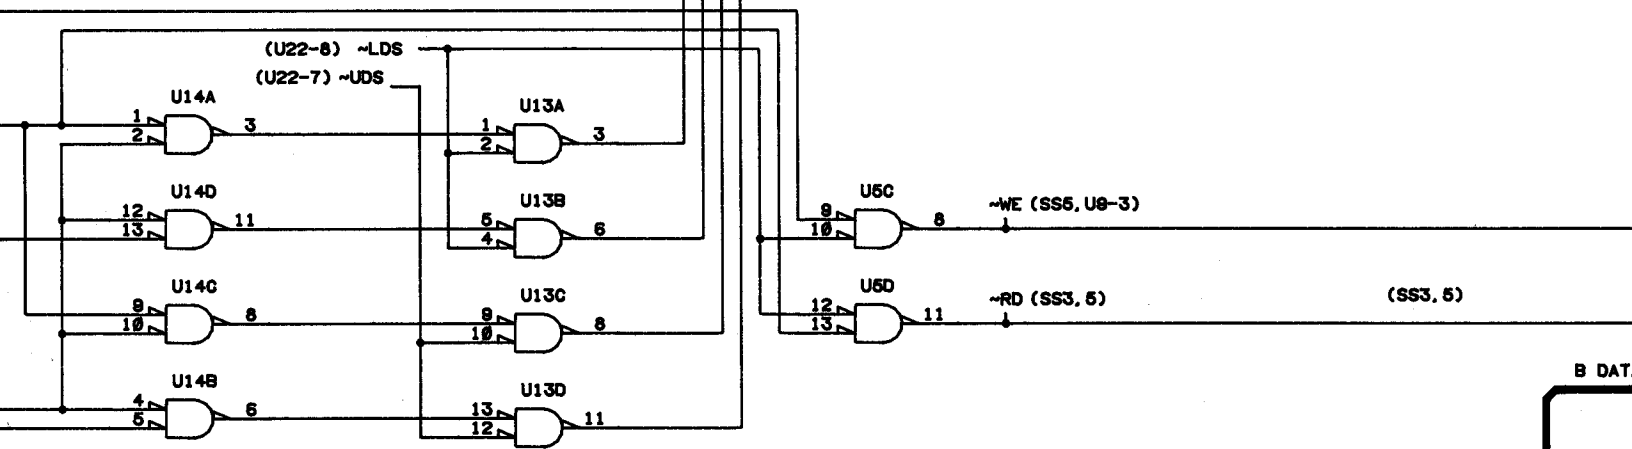 (U22-8) ~LDS
(U22-7) ~UDS
U14A
1
2
3
U13A
1
2
3
U14D
12
13
11
U13B
5
4
6
U5C
9
10
8
~WE (SS5, U9-3)
U14C
9
10
8
U13C
9
10
8
U5D
12
13
11
~RD (SS3, 5)
(SS3, 5)
U14B
4
5
6
U13D
13
12
11
B DAT